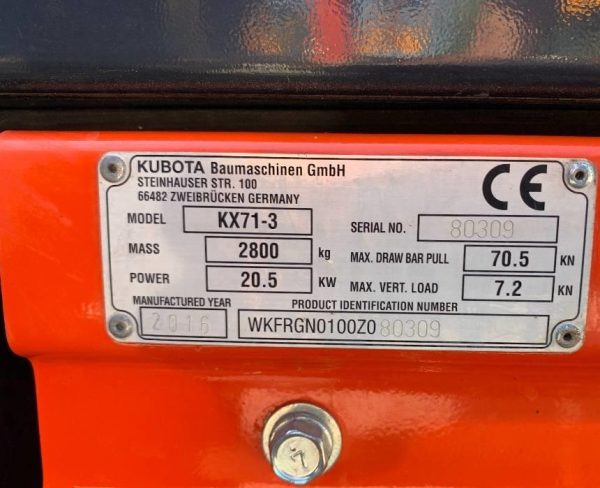 KUBOTA Baumaschinen GmbH
STEINHAUSER STR. 100
66482 ZWEIBRÜCKEN GERMANY
CE
MODEL KX71-3
SERIAL NO. 80309
MASS 2800 kg
MAX. DRAW BAR PULL 70.5 KN
POWER 20.5 KW
MAX. VERT. LOAD 7.2 KN
MANUFACTURED YEAR
2016
PRODUCT IDENTIFICATION NUMBER
WKFRGN0100Z080309
7